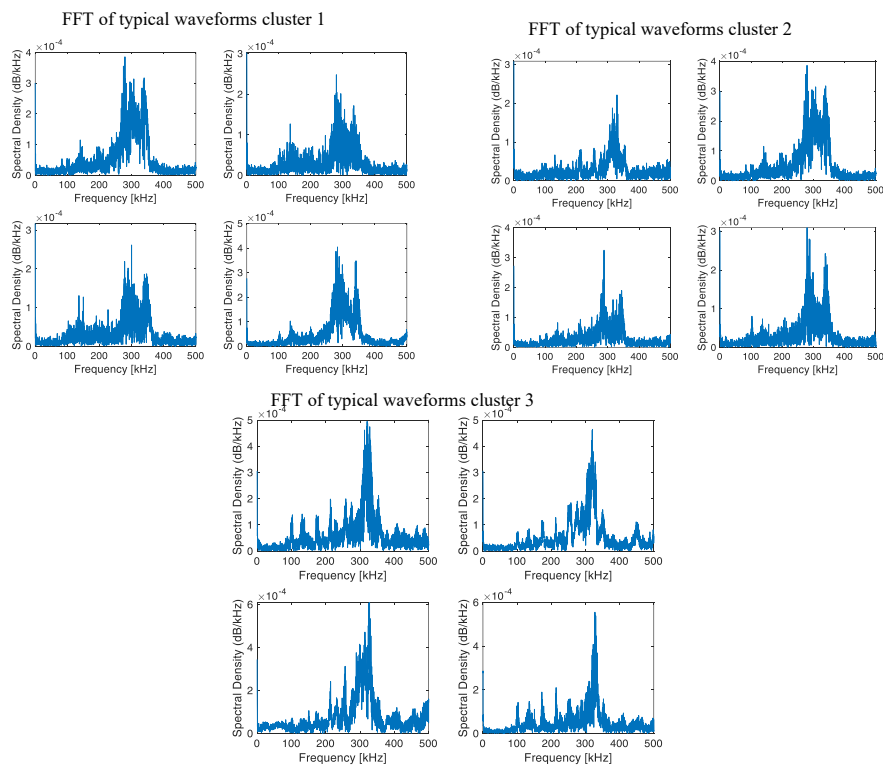 FFT of typical waveforms cluster 1
FFT of typical waveforms cluster 2
×10⁻⁴
Spectral Density (dB/kHz)
4
2
0
0 100 200 300 400 500
Frequency [kHz]
×10⁻⁴
Spectral Density (dB/kHz)
3
2
1
0
0 100 200 300 400 500
Frequency [kHz]
×10⁻⁴
Spectral Density (dB/kHz)
3
2
1
0
0 100 200 300 400 500
Frequency [kHz]
×10⁻⁴
Spectral Density (dB/kHz)
4
3
2
1
0
0 100 200 300 400 500
Frequency [kHz]
×10⁻⁴
Spectral Density (dB/kHz)
3
2
1
0
0 100 200 300 400 500
Frequency [kHz]
×10⁻⁴
Spectral Density (dB/kHz)
5
4
3
2
1
0
0 100 200 300 400 500
Frequency [kHz]
×10⁻⁴
Spectral Density (dB/kHz)
4
3
2
1
0
0 100 200 300 400 500
Frequency [kHz]
×10⁻⁴
Spectral Density (dB/kHz)
3
2
1
0
0 100 200 300 400 500
Frequency [kHz]
FFT of typical waveforms cluster 3
×10⁻⁴
Spectral Density (dB/kHz)
5
4
3
2
1
0
0 100 200 300 400 500
Frequency [kHz]
×10⁻⁴
Spectral Density (dB/kHz)
5
4
3
2
1
0
0 100 200 300 400 500
Frequency [kHz]
×10⁻⁴
Spectral Density (dB/kHz)
6
4
2
0
0 100 200 300 400 500
Frequency [kHz]
×10⁻⁴
Spectral Density (dB/kHz)
6
4
2
0
0 100 200 300 400 500
Frequency [kHz]